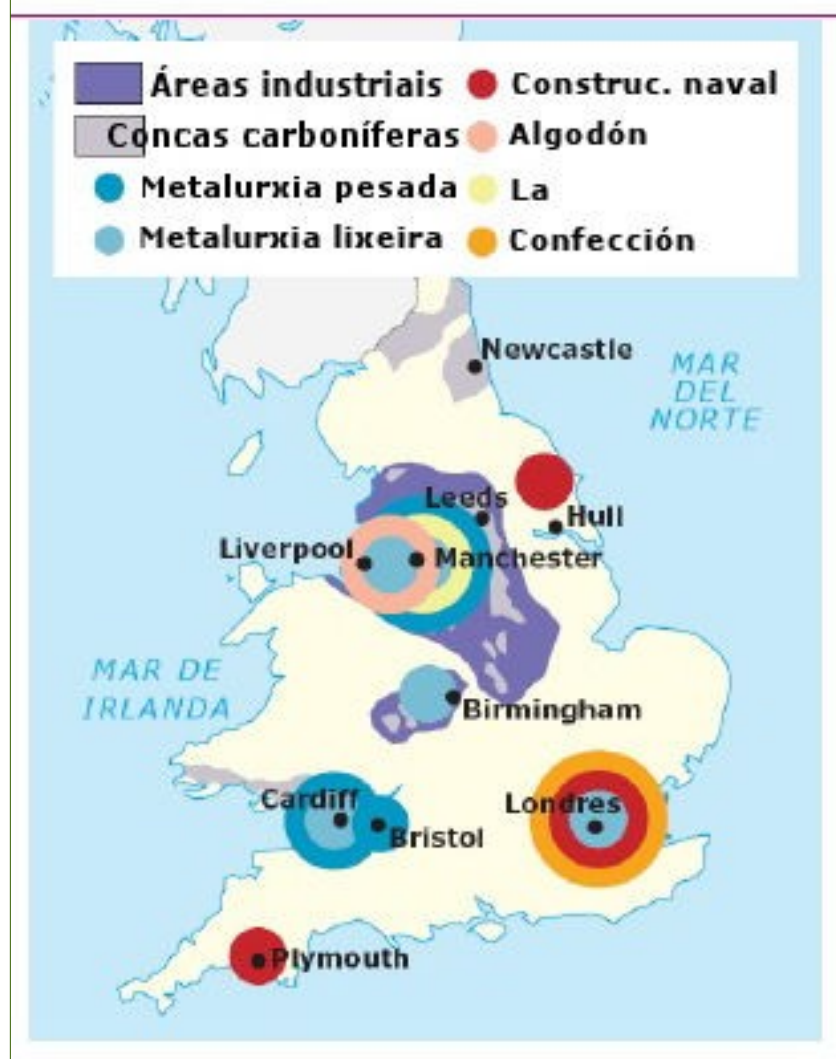 Áreas industriais
Concas carboníferas
Metalurxia pesada
Metalurxia lixeira
Construc. naval
Algodón
La
Confección
Newcastle
MAR
DEL
NORTE
Leeds
Hull
Liverpool
Manchester
MAR DE
IRLANDA
Birmingham
Cardiff
Bristol
Londres
Plymouth